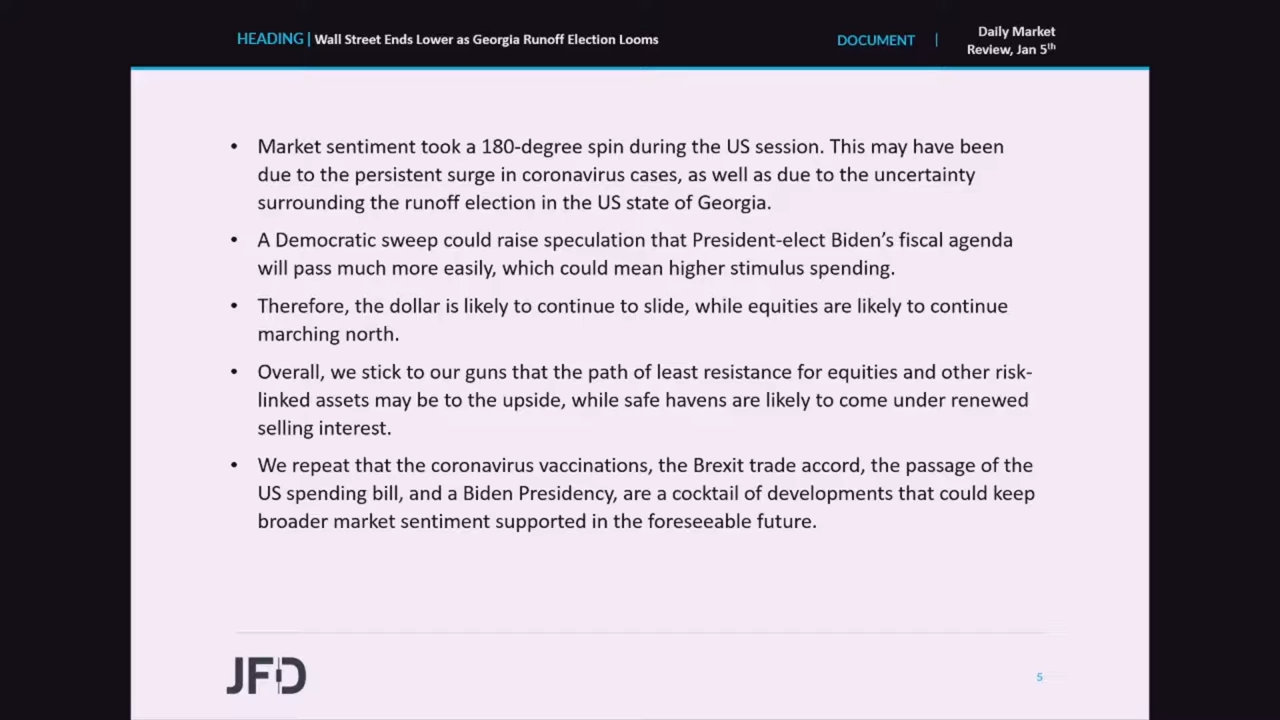 HEADING | Wall Street Ends Lower as Georgia Runoff Election Looms
DOCUMENT |
Daily Market
Review, Jan 5th
• Market sentiment took a 180-degree spin during the US session. This may have been
due to the persistent surge in coronavirus cases, as well as due to the uncertainty
surrounding the runoff election in the US state of Georgia.
• A Democratic sweep could raise speculation that President-elect Biden’s fiscal agenda
will pass much more easily, which could mean higher stimulus spending.
• Therefore, the dollar is likely to continue to slide, while equities are likely to continue
marching north.
• Overall, we stick to our guns that the path of least resistance for equities and other risk-
linked assets may be to the upside, while safe havens are likely to come under renewed
selling interest.
• We repeat that the coronavirus vaccinations, the Brexit trade accord, the passage of the
US spending bill, and a Biden Presidency, are a cocktail of developments that could keep
broader market sentiment supported in the foreseeable future.
JFD
5